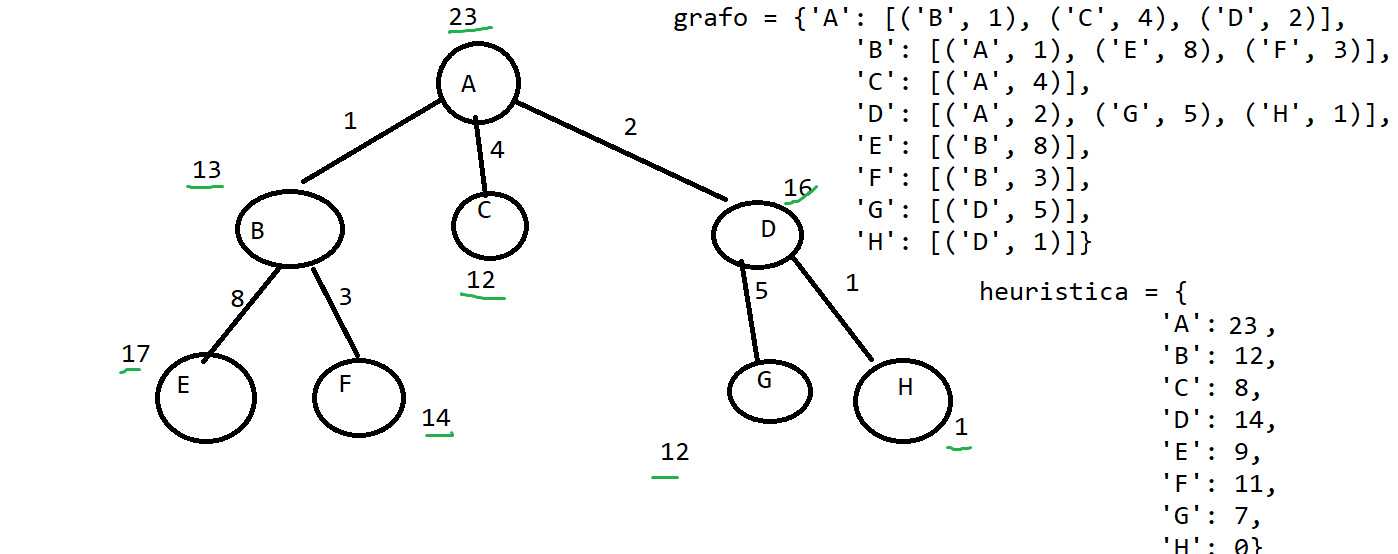 23
A
1
4
2
13
16
B
C
D
12
8
3
5
1
17
E
F
G
H
14
1
12
grafo = {'A': [('B', 1), ('C', 4), ('D', 2)],
'B': [('A', 1), ('E', 8), ('F', 3)],
'C': [('A', 4)],
'D': [('A', 2), ('G', 5), ('H', 1)],
'E': [('B', 8)],
'F': [('B', 3)],
'G': [('D', 5)],
'H': [('D', 1)]}
heuristica = {
'A': 23,
'B': 12,
'C': 8,
'D': 14,
'E': 9,
'F': 11,
'G': 7,
'H': 0}